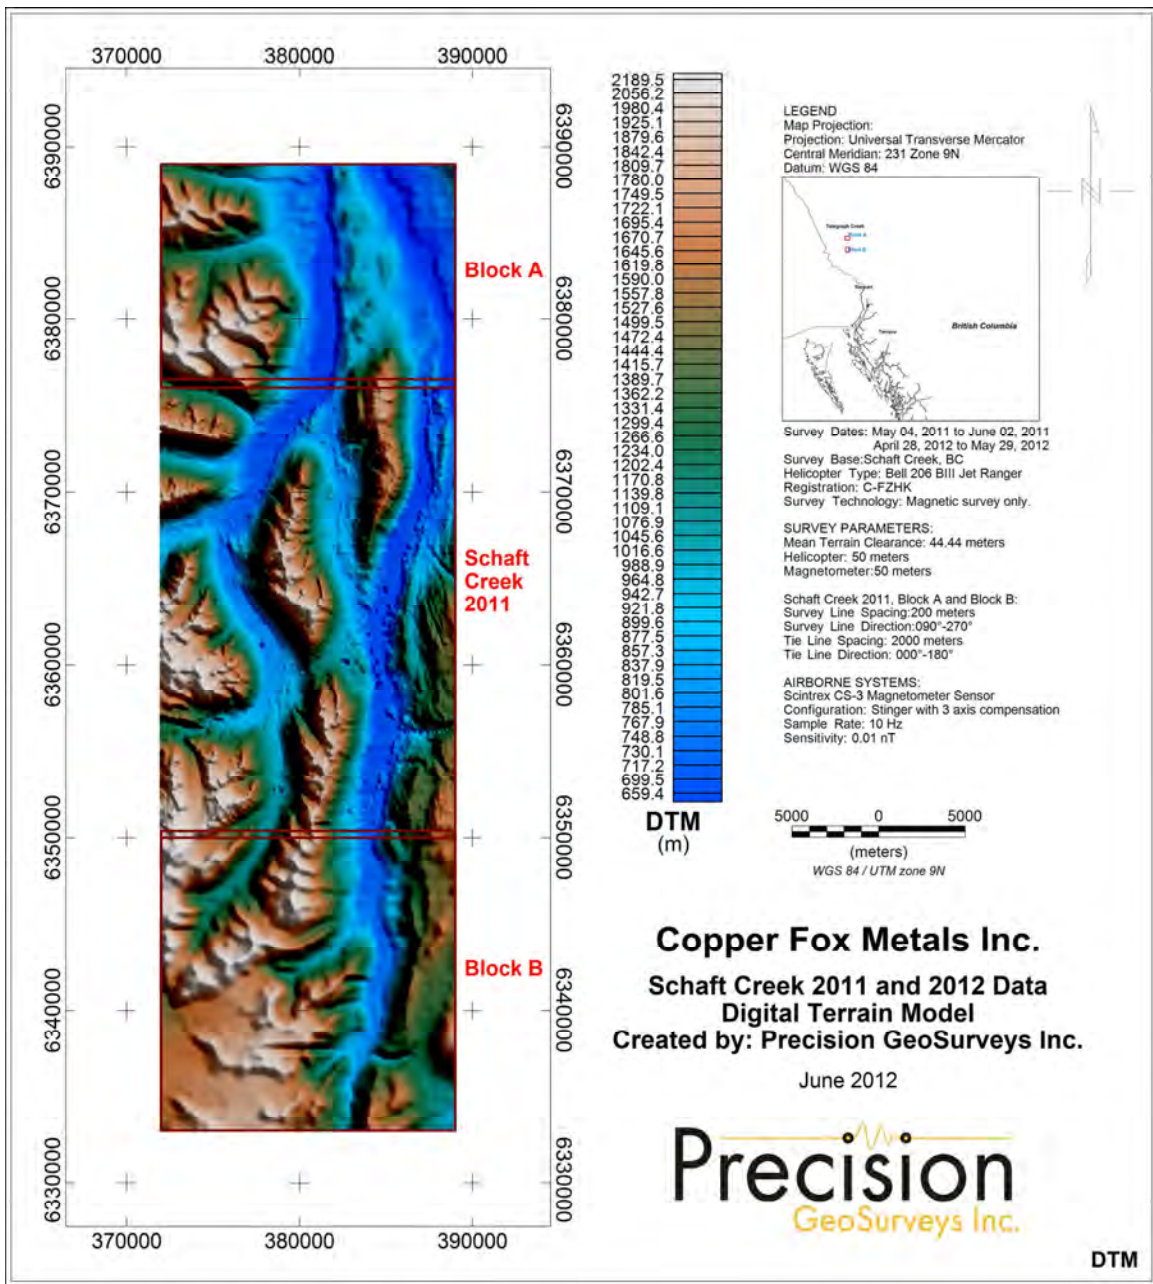 370000
380000
390000
6390000
6380000
6370000
6360000
6350000
6340000
6330000
6390000
6380000
6370000
6360000
6350000
6340000
6330000
Block A
Schaft
Creek
2011
Block B
370000
380000
390000
2189.5
2056.2
1980.4
1925.1
1879.6
1842.4
1809.7
1780.0
1749.5
1722.1
1695.4
1670.7
1645.6
1619.8
1590.0
1557.8
1527.6
1499.5
1472.4
1444.4
1415.7
1389.7
1362.2
1331.4
1299.4
1266.6
1234.0
1202.4
1170.8
1139.8
1109.1
1076.9
1045.6
1016.6
988.9
964.8
942.7
921.8
899.6
877.5
857.3
837.9
819.5
801.6
785.1
767.9
748.8
730.1
717.2
699.5
659.4
DTM
(m)
LEGEND
Map Projection:
Projection: Universal Transverse Mercator
Central Meridian: 231 Zone 9N
Datum: WGS 84
N
Telegraph Creek
Block A
Block B
Stewart
British Columbia
Survey Dates: May 04, 2011 to June 02, 2011
April 28, 2012 to May 29, 2012
Survey Base:Schaft Creek, BC
Helicopter Type: Bell 206 BIII Jet Ranger
Registration: C-FZHK
Survey Technology: Magnetic survey only.
SURVEY PARAMETERS:
Mean Terrain Clearance: 44.44 meters
Helicopter: 50 meters
Magnetometer:50 meters
Schaft Creek 2011, Block A and Block B:
Survey Line Spacing:200 meters
Survey Line Direction:090°-270°
Tie Line Spacing: 2000 meters
Tie Line Direction: 000°-180°
AIRBORNE SYSTEMS:
Scintrex CS-3 Magnetometer Sensor
Configuration: Stinger with 3 axis compensation
Sample Rate: 10 Hz
Sensitivity: 0.01 nT
5000 0 5000
(meters)
WGS 84 / UTM zone 9N
Copper Fox Metals Inc.
Schaft Creek 2011 and 2012 Data
Digital Terrain Model
Created by: Precision GeoSurveys Inc.
June 2012
Precision
GeoSurveys Inc.
DTM